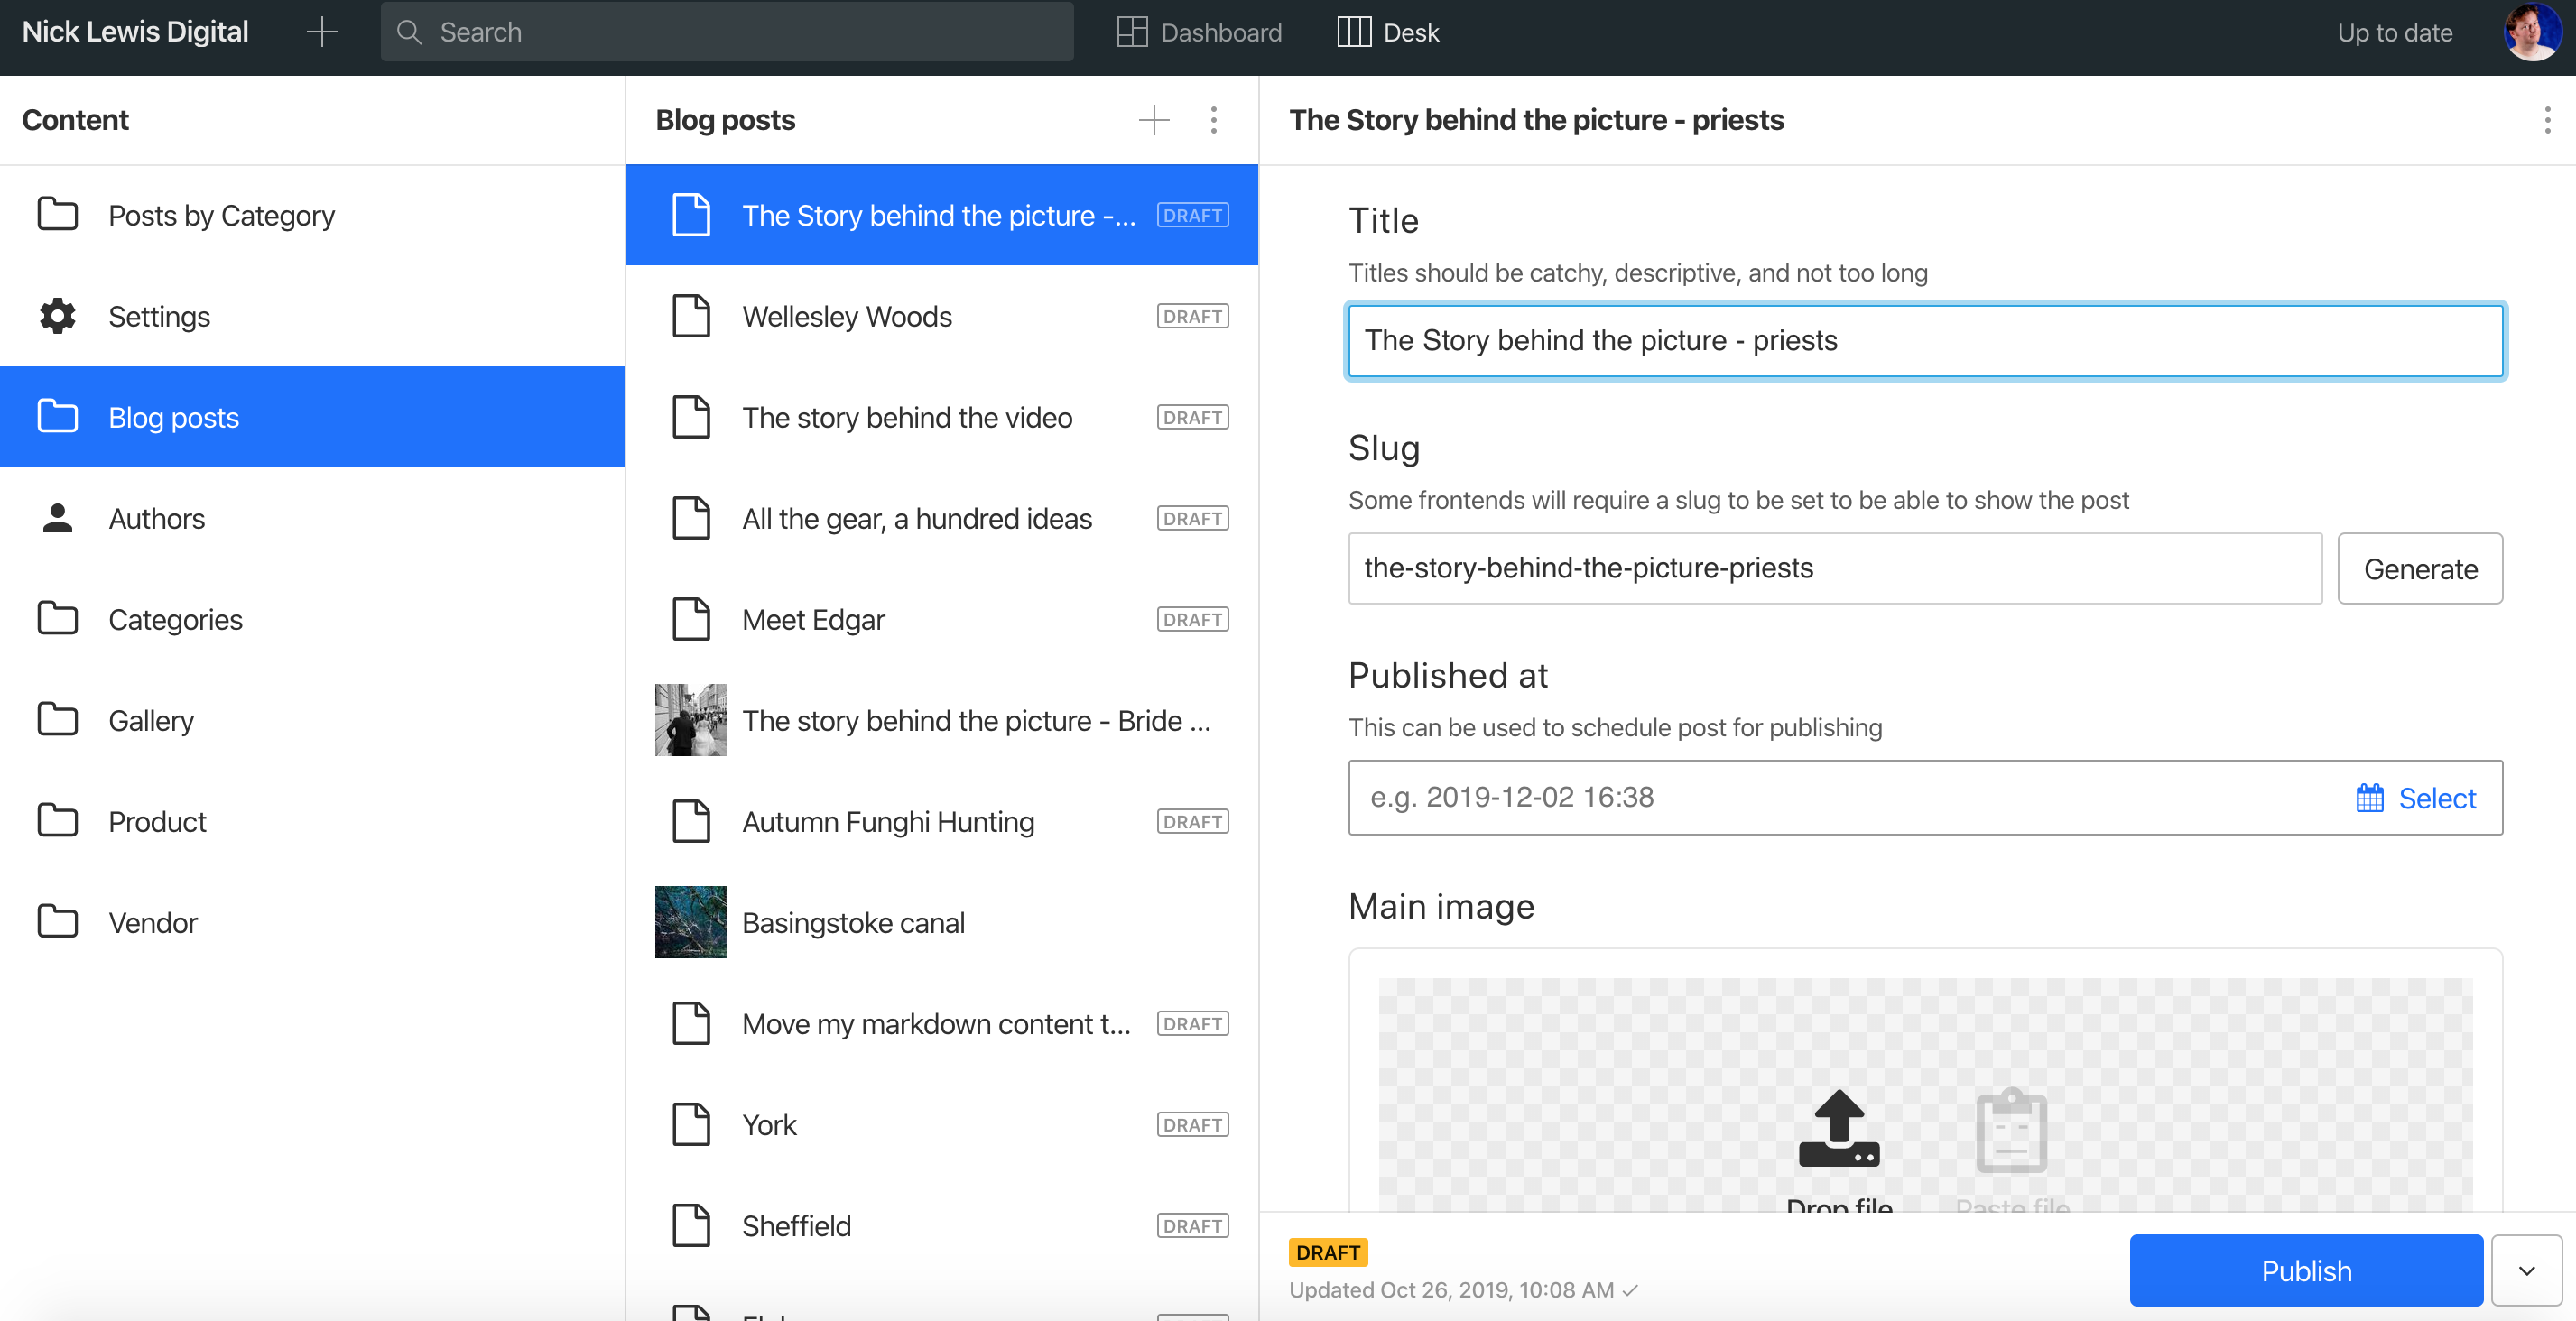 Nick Lewis Digital
Search
Dashboard
Desk
Up to date
Content
Posts by Category
Settings
Blog posts
Authors
Categories
Gallery
Product
Vendor
Blog posts
The Story behind the picture -... DRAFT
Wellesley Woods DRAFT
The story behind the video DRAFT
All the gear, a hundred ideas DRAFT
Meet Edgar DRAFT
The story behind the picture - Bride ...
Autumn Funghi Hunting DRAFT
Basingstoke canal
Move my markdown content t... DRAFT
York DRAFT
Sheffield DRAFT
The Story behind the picture - priests
Title
Titles should be catchy, descriptive, and not too long
The Story behind the picture - priests
Slug
Some frontends will require a slug to be set to be able to show the post
the-story-behind-the-picture-priests
Generate
Published at
This can be used to schedule post for publishing
e.g. 2019-12-02 16:38
Select
Main image
Drop file
Paste file
DRAFT
Updated Oct 26, 2019, 10:08 AM
Publish